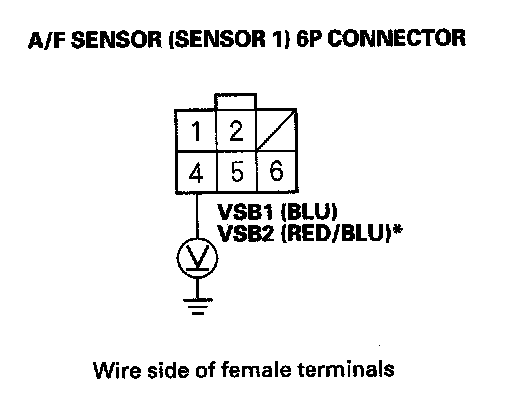 A/F SENSOR (SENSOR 1) 6P CONNECTOR
1 2
4 5 6
VSB1 (BLU)
VSB2 (RED/BLU)*
V
Wire side of female terminals